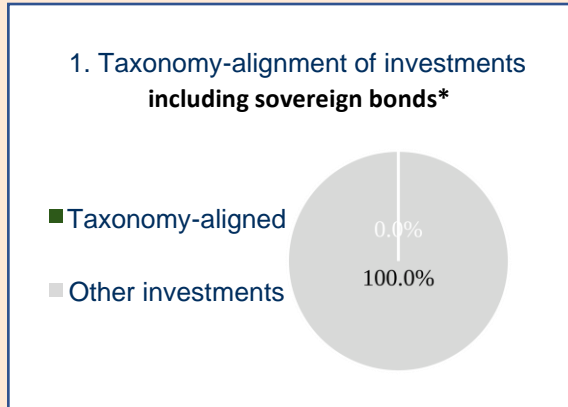 1. Taxonomy-alignment of investments
including sovereign bonds*
Taxonomy-aligned
Other investments
0.0%
100.0%